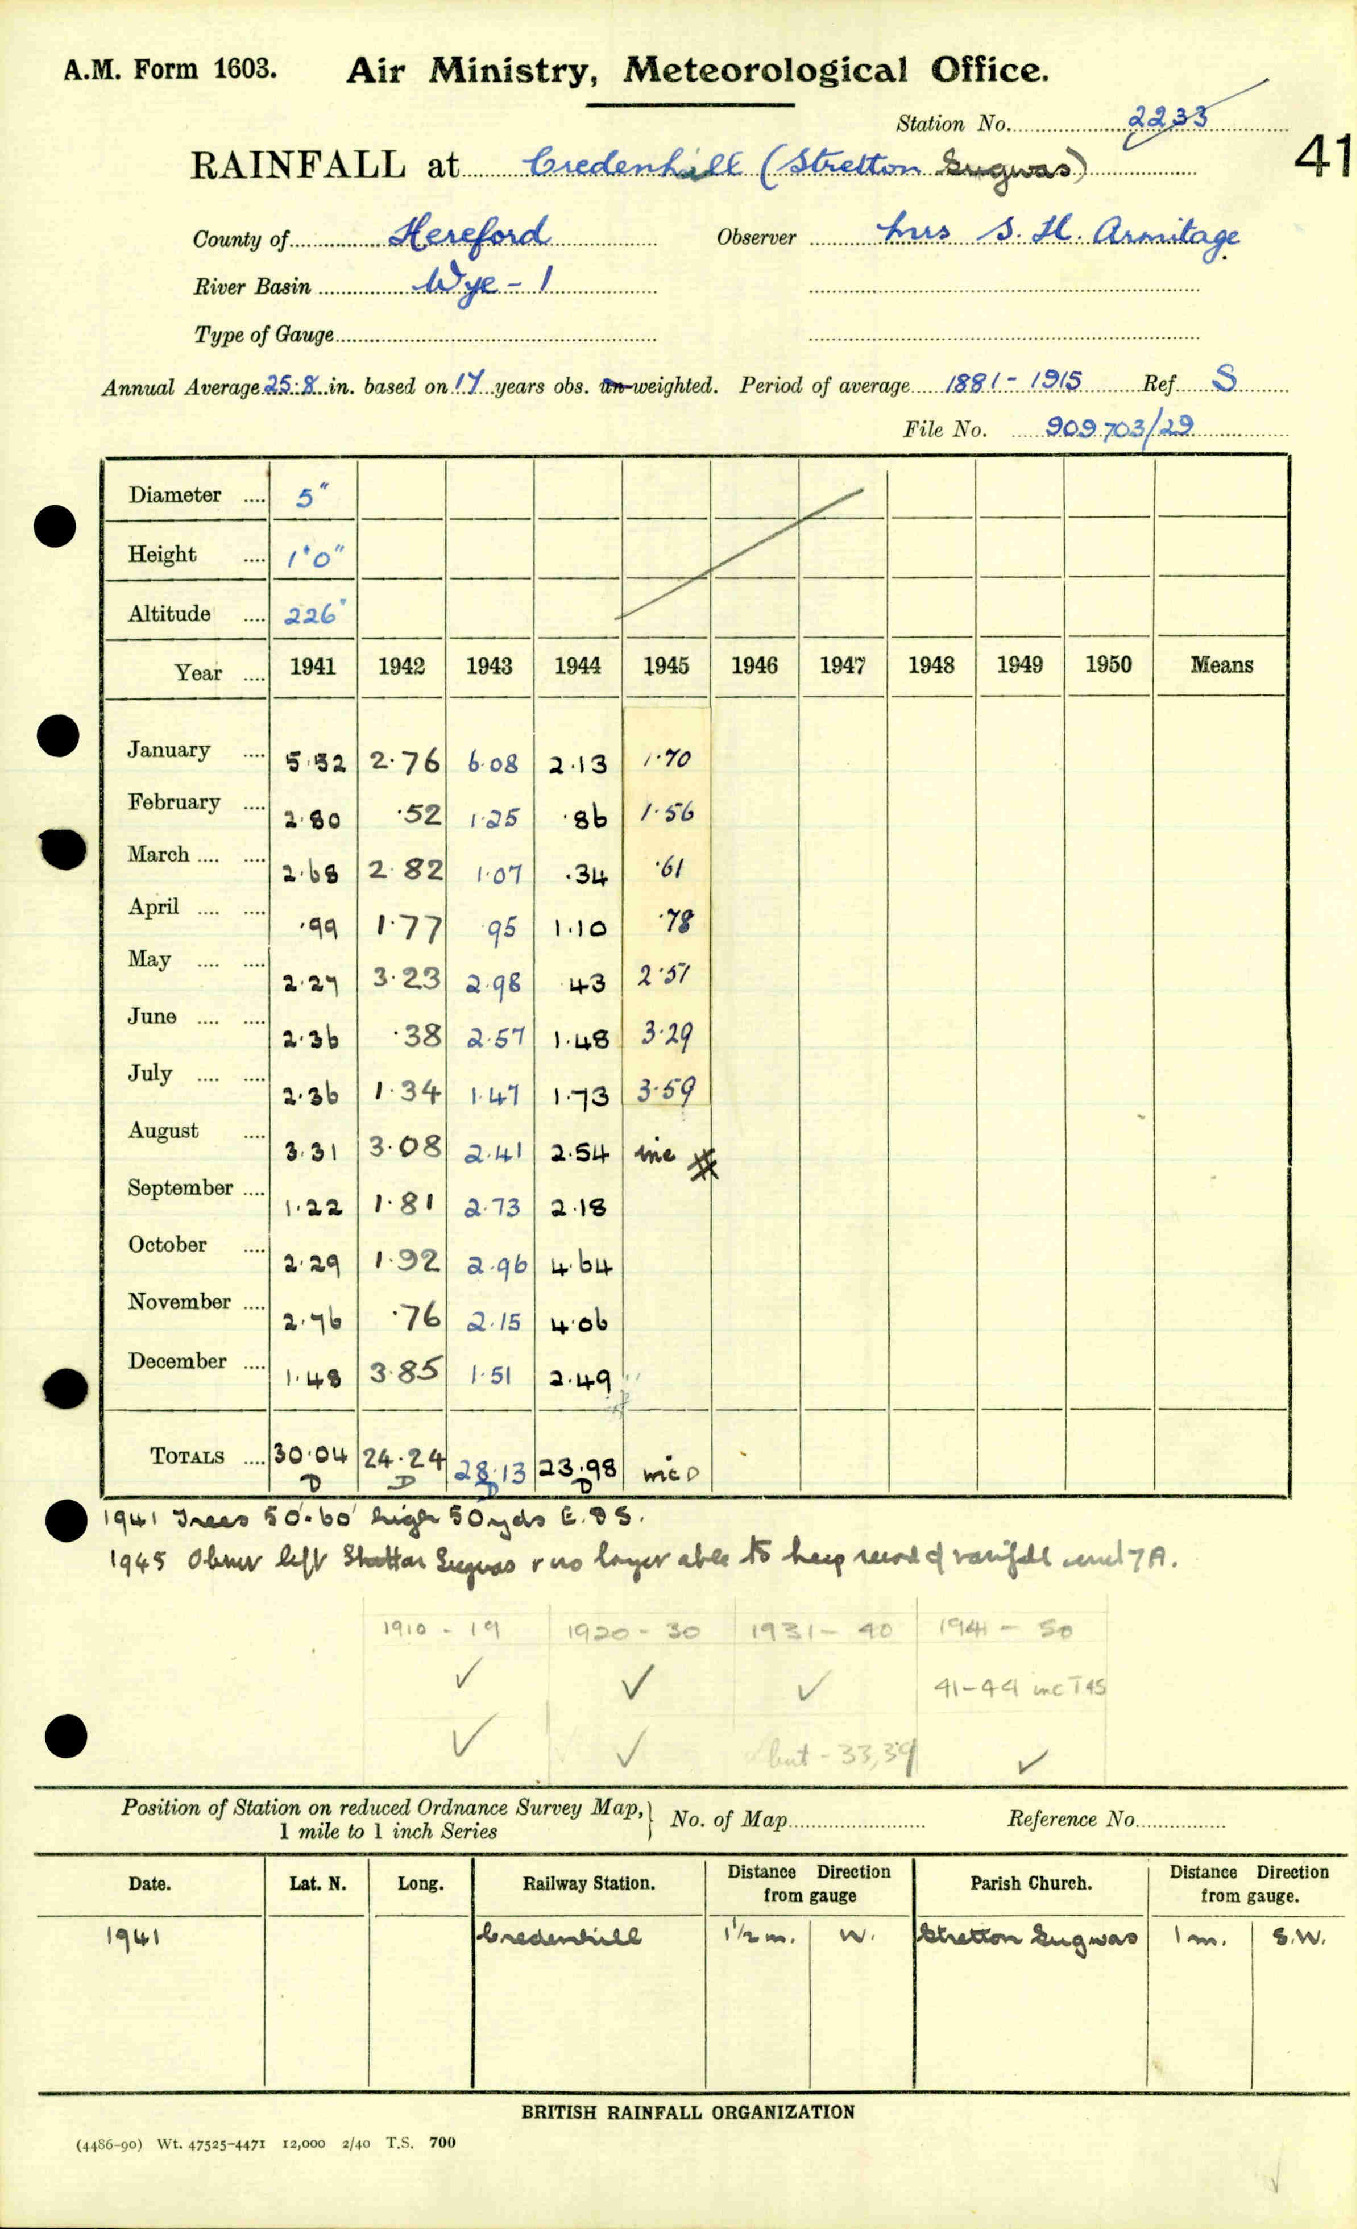 A.M. Form 1603. Air Ministry, Meteorological Office.
Station No. 2233
41
RAINFALL at Credenhill (Stretton Sugwas)
County of Hereford Observer Mrs S. H. Armitage
River Basin Wye - 1
Type of Gauge
Annual Average 25.8 in. based on 17 years obs. un-weighted. Period of average 1881 - 1915 Ref. S
File No. 909703/29
Diameter .... 5"
Height .... 1'0"
Altitude .... 226'
Year .... 1941 1942 1943 1944 1945 1946 1947 1948 1949 1950 Means
January .... 5.52 2.76 6.08 2.13 1.70
February .... 2.80 .52 1.25 .86 1.56
March .... .... 2.68 2.82 1.07 .34 .61
April .... .... .99 1.77 .95 1.10 .78
May .... .... 2.27 3.23 2.98 .43 2.51
June .... .... 2.36 .38 2.57 1.48 3.29
July .... .... 2.36 1.34 1.47 1.73 3.59
August .... 3.31 3.08 2.41 2.54 inc #
September .... 1.22 1.81 2.73 2.18
October .... 2.29 1.92 2.96 4.64
November .... 2.76 .76 2.15 4.06
December .... 1.48 3.85 1.51 2.49
TOTALS .... 30.04 24.24 28.13 23.98 inc D
D D D D
1941 Trees 50'-60' high 50 yds E. & S.
1945 Obsver left Stretton Sugwas & no longer able to keep record of rainfall until 7A.
1910 - 19 1920 - 30 1931 - 40 1941 - 50
✓ ✓ ✓ 41-44 inc T 45
✓ ✓ but - 33,39 ✓
Position of Station on reduced Ordnance Survey Map,} No. of Map Reference No.
1 mile to 1 inch Series
Date. Lat. N. Long. Railway Station. Distance Direction from gauge Parish Church. Distance Direction from gauge.
1941 Credenhill 1½ m. W. Stretton Sugwas 1 m. S.W.
BRITISH RAINFALL ORGANIZATION
(4486-90) Wt. 47525-4471 12,000 2/40 T.S. 700